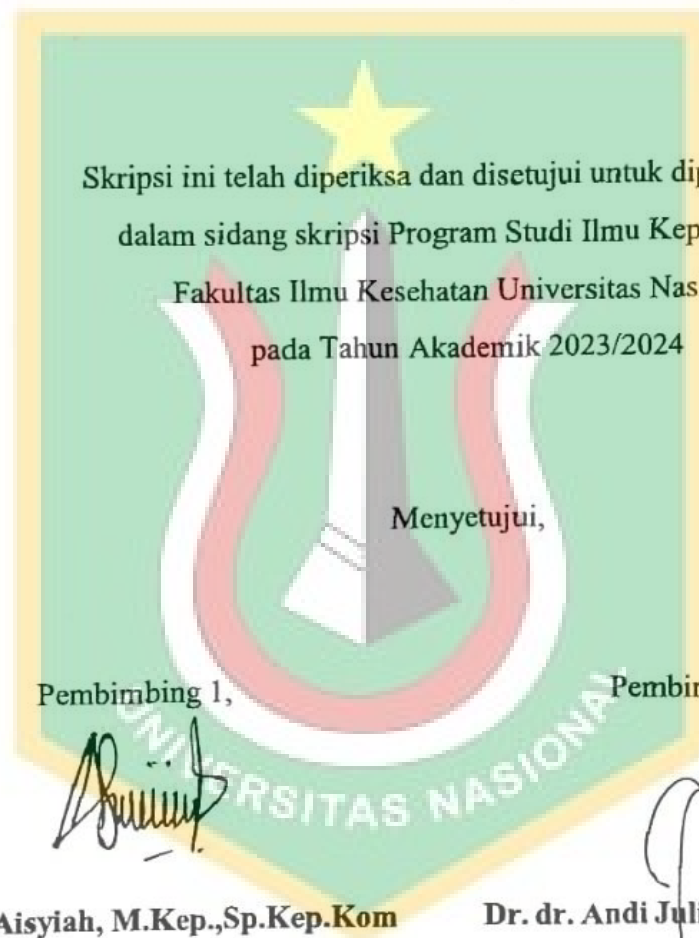 Skripsi ini telah diperiksa dan disetujui untuk dip
dalam sidang skripsi Program Studi Ilmu Kep
Fakultas Ilmu Kesehatan Universitas Nas
pada Tahun Akademik 2023/2024
Menyetujui,
Pembimbing 1, Pembim
UNIVERSITAS NASIONAL
Aisyiah, M.Kep.,Sp.Kep.Kom Dr. dr. Andi Juli